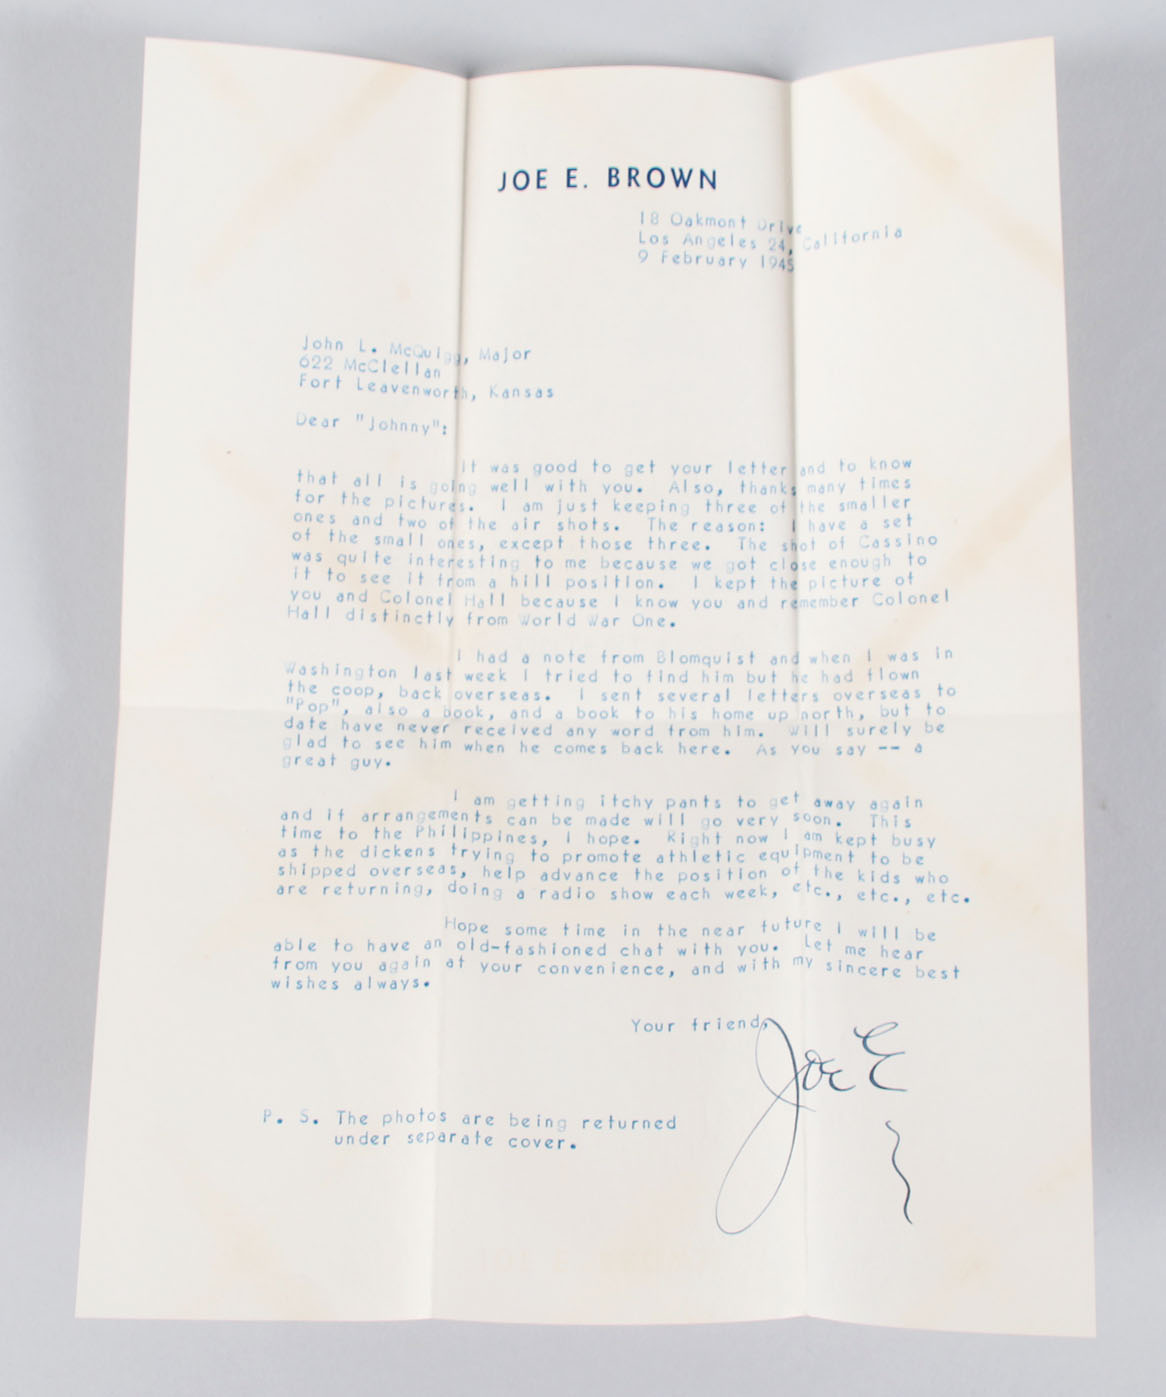 JOE E. BROWN
18 Oakmont Drive
Los Angeles 24, California
9 February 1945
John L. McQuigg, Major
622 McClellan
Fort Leavenworth, Kansas
Dear "Johnny":
It was good to get your letter and to know
that all is going well with you. Also, thanks many times
for the pictures. I am just keeping three of the smaller
ones and two of the air shots. The reason: I have a set
of the small ones, except those three. The shot of Cassino
was quite interesting to me because we got close enough to
it to see it from a hill position. I kept the picture of
you and Colonel Hall because I know you and remember Colonel
Hall distinctly from World War One.
I had a note from Blomquist and when I was in
Washington last week I tried to find him but he had flown
the coop, back overseas. I sent several letters overseas to
"Pop", also a book, and a book to his home up north, but to
date have never received any word from him. Will surely be
glad to see him when he comes back here. As you say -- a
great guy.
I am getting itchy pants to get away again
and if arrangements can be made will go very soon. This
time to the Philippines, I hope. Right now I am kept busy
as the dickens trying to promote athletic equipment to be
shipped overseas, help advance the position of the kids who
are returning, doing a radio show each week, etc., etc., etc.
Hope some time in the near future I will be
able to have an old-fashioned chat with you. Let me hear
from you again at your convenience, and with my sincere best
wishes always.
Your friend,
Joe E
P. S. The photos are being returned
under separate cover.